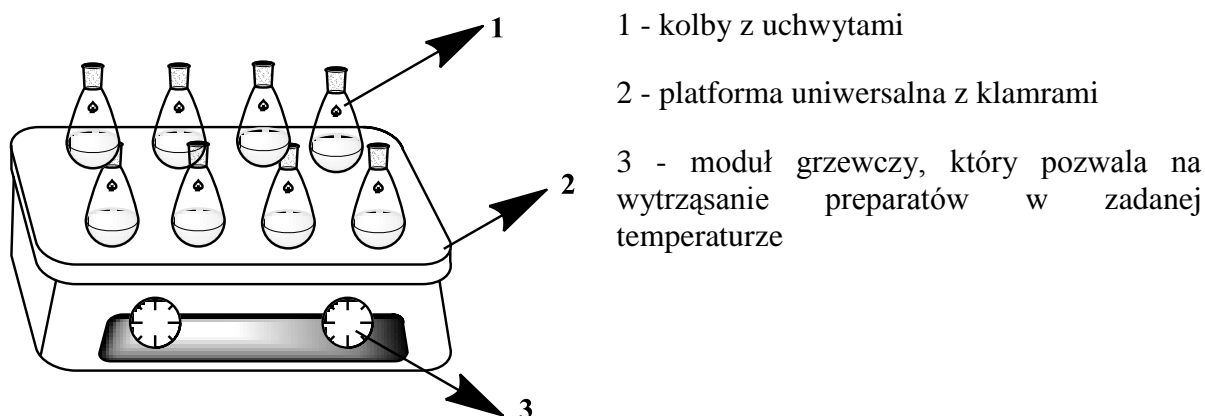 1
1 - kolby z uchwytami
2 - platforma uniwersalna z klamrami
2
3 - moduł grzewczy, który pozwala na
wytrząsanie preparatów w zadanej
temperaturze
3